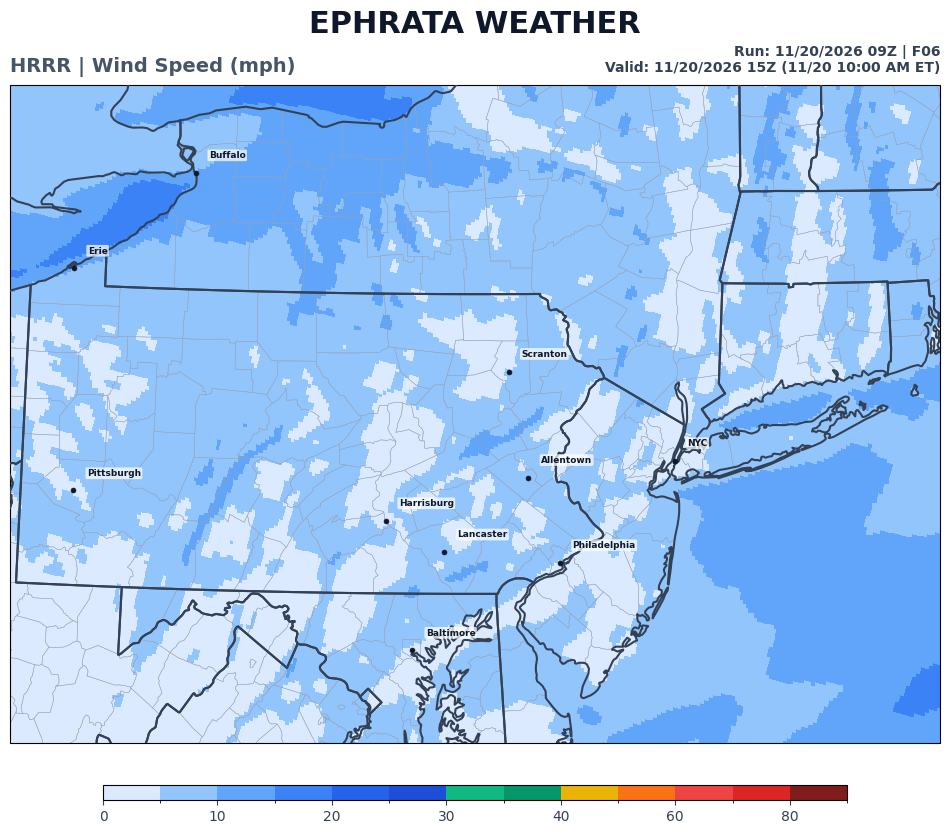 EPHRATA WEATHER
Run: 11/20/2026 09Z | F06
HRRR | Wind Speed (mph)
Valid: 11/20/2026 15Z (11/20 10:00 AM ET)
Buffalo
Erie
Scranton
NYC
Allentown
Pittsburgh
Harrisburg
Lancaster
Philadelphia
Baltimore
0 10 20 30 40 60 80